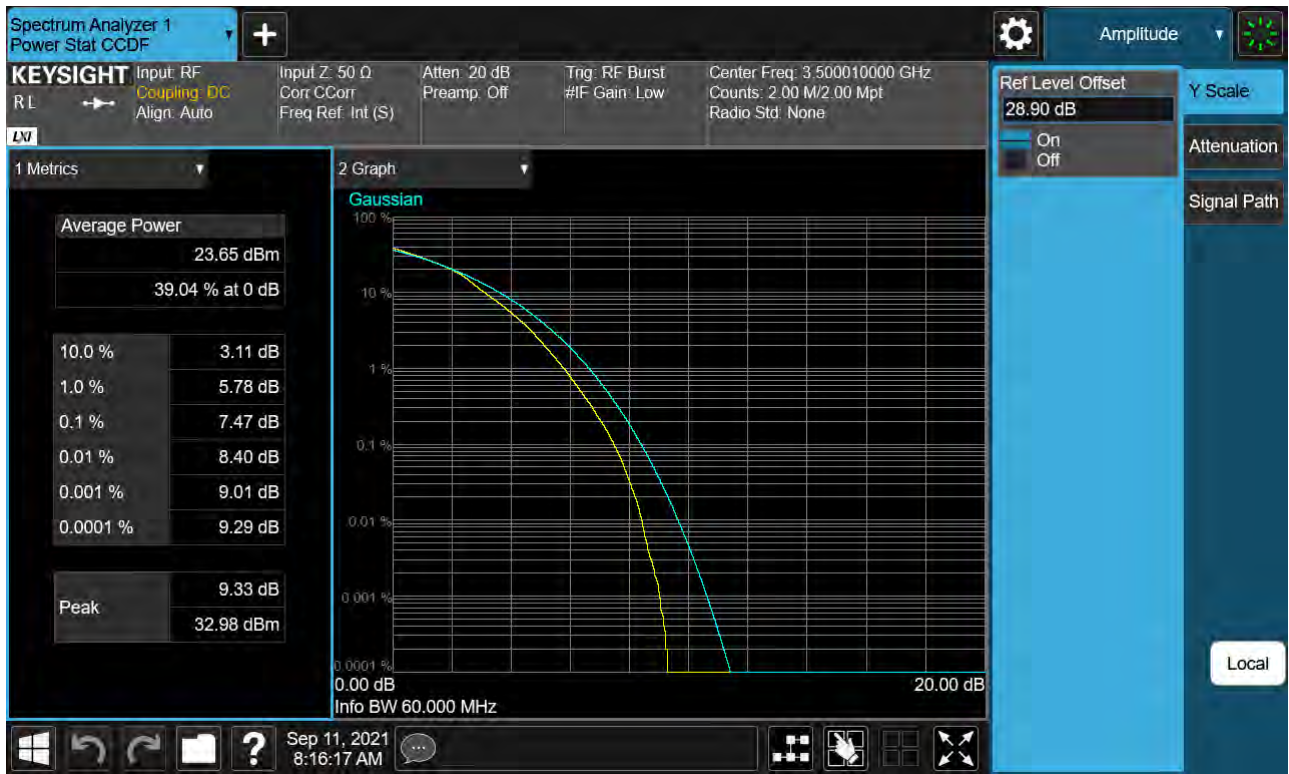 Spectrum Analyzer 1
Power Stat CCDF
+
Amplitude
KEYSIGHT
RL
LXI
Input: RF
Coupling: DC
Align: Auto
Input Z: 50 Ω
Corr CCorr
Freq Ref: Int (S)
Atten: 20 dB
Preamp: Off
Trig: RF Burst
#IF Gain: Low
Center Freq: 3.500010000 GHz
Counts: 2.00 M/2.00 Mpt
Radio Std: None
Ref Level Offset
28.90 dB
On
Off
Y Scale
Attenuation
Signal Path
Local
1 Metrics
Average Power
23.65 dBm
39.04 % at 0 dB
10.0 % 3.11 dB
1.0 % 5.78 dB
0.1 % 7.47 dB
0.01 % 8.40 dB
0.001 % 9.01 dB
0.0001 % 9.29 dB
Peak
9.33 dB
32.98 dBm
2 Graph
Gaussian
100 %
10 %
1 %
0.1 %
0.01 %
0.001 %
0.0001 %
0.00 dB 20.00 dB
Info BW 60.000 MHz
?
Sep 11, 2021
8:16:17 AM